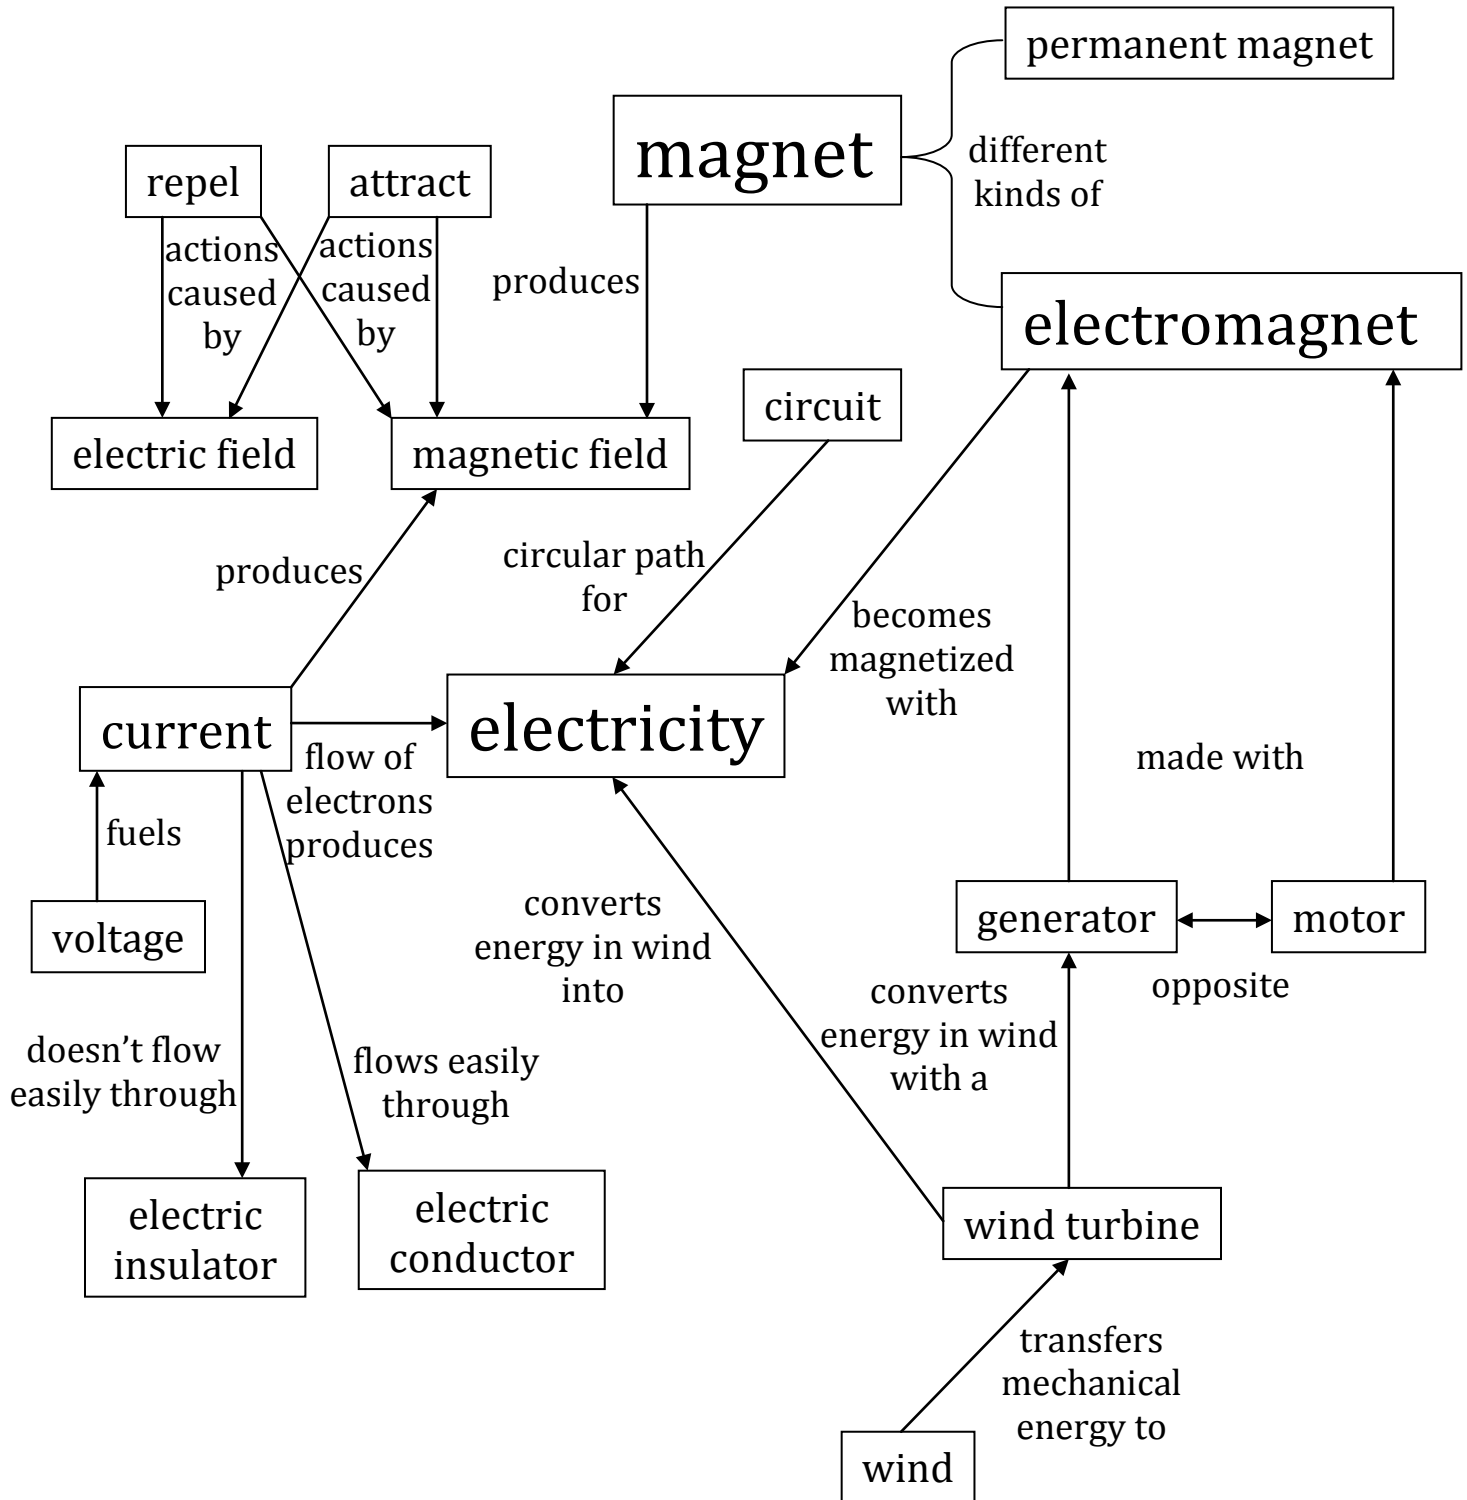 permanent magnet
magnet
different
kinds of
repel
attract
actions
caused
by
actions
caused
by
produces
electromagnet
circuit
electric field
magnetic field
produces
circular path
for
becomes
magnetized
with
current
electricity
flow of
electrons
produces
made with
fuels
voltage
converts
energy in wind
into
generator
motor
opposite
converts
energy in wind
with a
doesn’t flow
easily through
flows easily
through
electric
insulator
electric
conductor
wind turbine
transfers
mechanical
energy to
wind